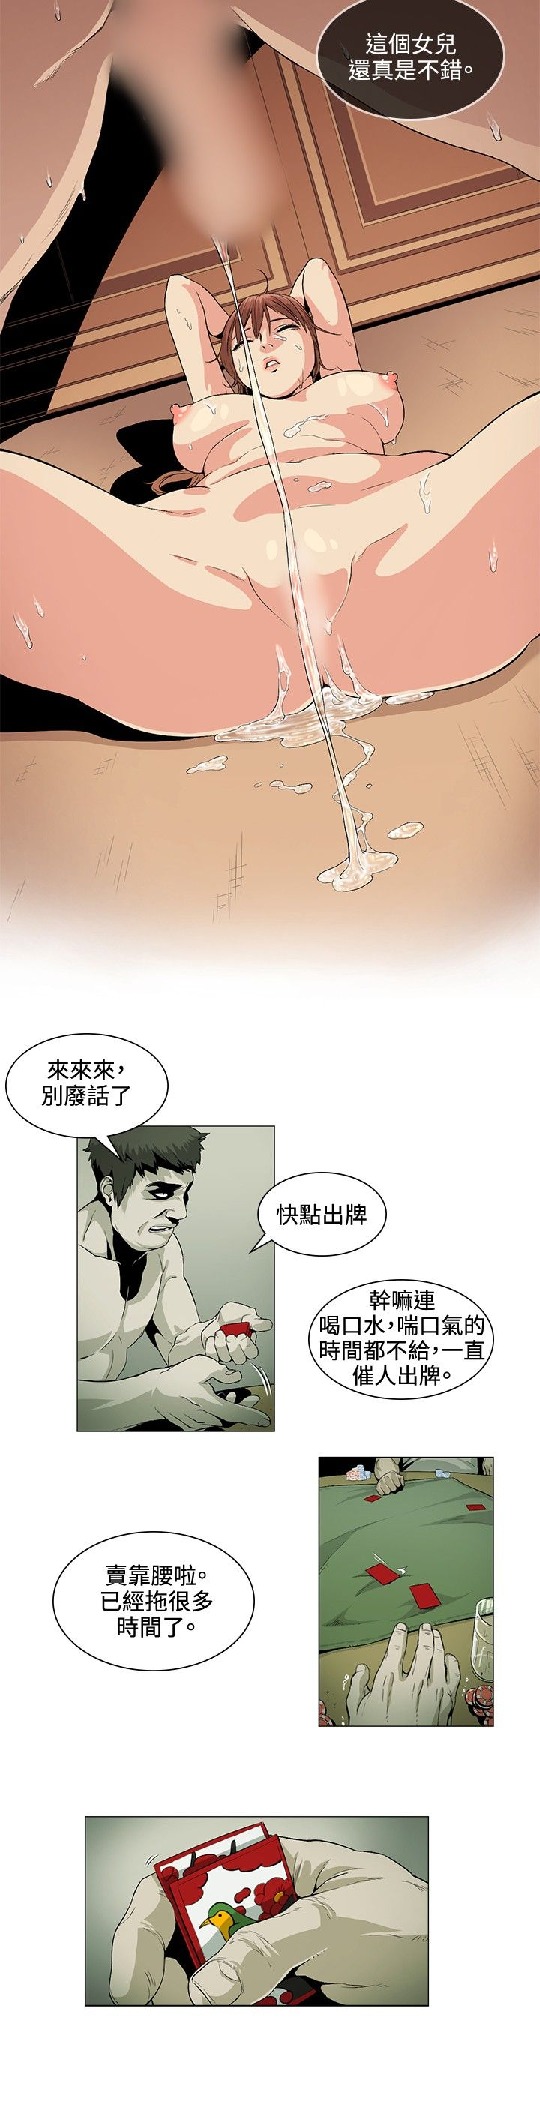 這個女兒
還真是不錯。
來來來，
別廢話了
快點出牌
幹嘛連
喝口水，喘口氣的
時間都不給，一直
催人出牌。
賣靠腰啦。
已經拖很多
時間了。